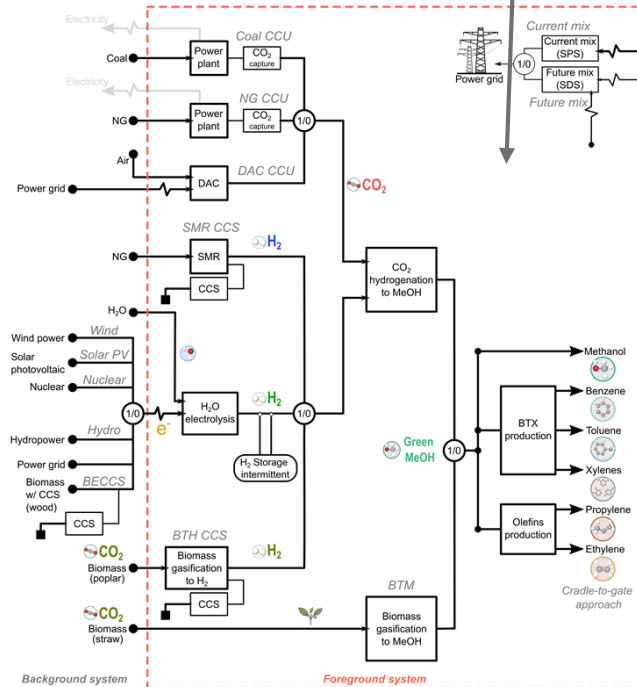 Electricity
Coal CCU
Coal
Power
plant
CO2
capture
Electricity
NG CCU
NG
Power
plant
CO2
capture
1/0
Air
DAC CCU
Power grid
DAC
Current mix
Current mix
(SPS)
1/0
Future mix
(SDS)
Power grid
Future mix
CO2
SMR CCS
H2
NG
SMR
CCS
CO2
hydrogenation
to MeOH
H2O
Wind power
Wind
Solar
photovoltaic
Solar PV
Nuclear
Nuclear
1/0
e-
H2O
electrolysis
H2
1/0
H2 Storage
intermittent
Hydropower
Hydro
Power grid
Biomass
w/ CCS
(wood)
BECCS
CCS
Green
MeOH
1/0
Methanol
BTX
production
Benzene
Toluene
Xylenes
Olefins
production
Propylene
Ethylene
Cradle-to-gate
approach
BTH CCS
CO2
Biomass
(poplar)
Biomass
gasification
to H2
H2
CCS
CO2
Biomass
(straw)
BTM
Biomass
gasification
to MeOH
Background system
Foreground system